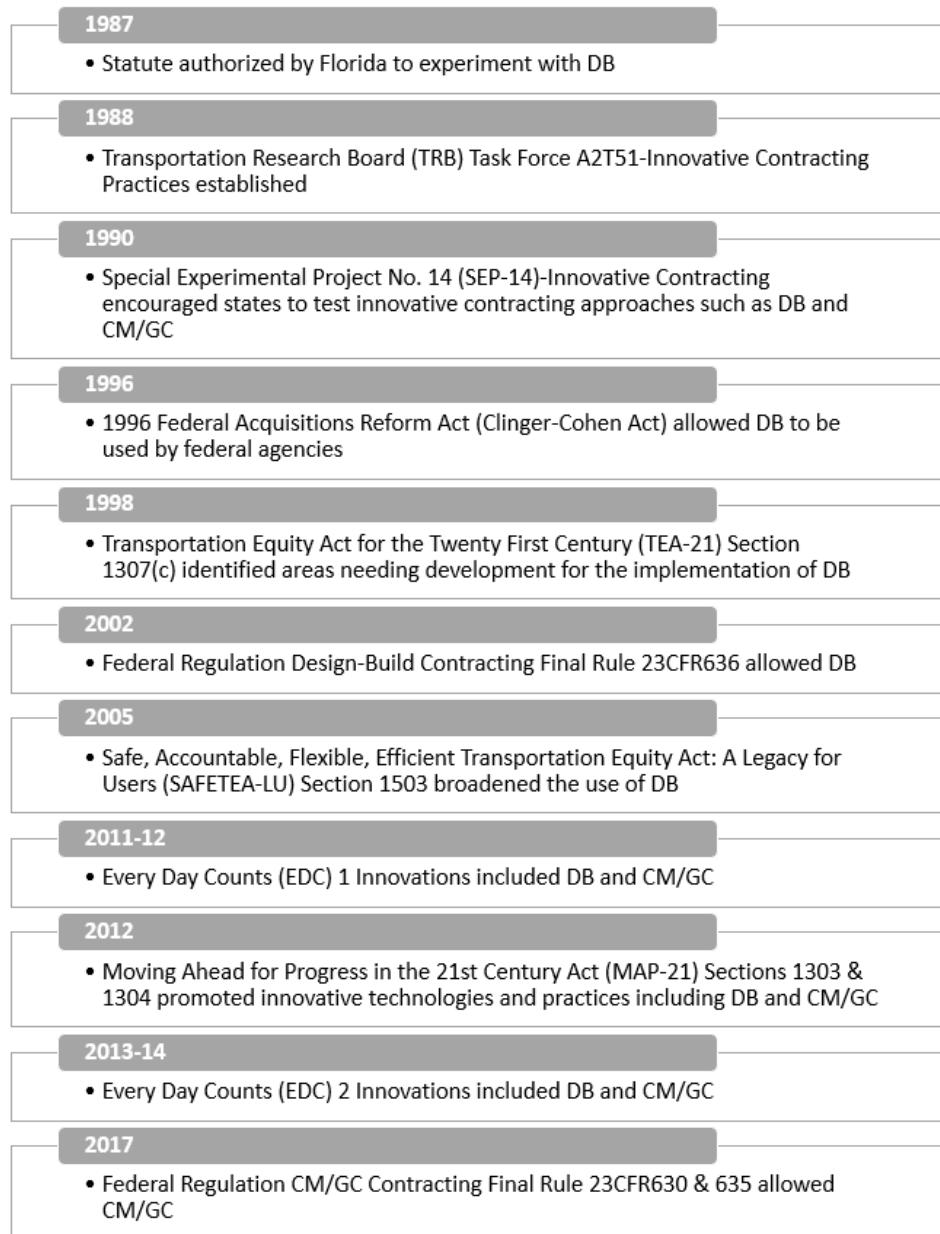 1987
• Statute authorized by Florida to experiment with DB
1988
• Transportation Research Board (TRB) Task Force A2T51-Innovative Contracting
Practices established
1990
• Special Experimental Project No. 14 (SEP-14)-Innovative Contracting
encouraged states to test innovative contracting approaches such as DB and
CM/GC
1996
• 1996 Federal Acquisitions Reform Act (Clinger-Cohen Act) allowed DB to be
used by federal agencies
1998
• Transportation Equity Act for the Twenty First Century (TEA-21) Section
1307(c) identified areas needing development for the implementation of DB
2002
• Federal Regulation Design-Build Contracting Final Rule 23CFR636 allowed DB
2005
• Safe, Accountable, Flexible, Efficient Transportation Equity Act: A Legacy for
Users (SAFETEA-LU) Section 1503 broadened the use of DB
2011-12
• Every Day Counts (EDC) 1 Innovations included DB and CM/GC
2012
• Moving Ahead for Progress in the 21st Century Act (MAP-21) Sections 1303 &
1304 promoted innovative technologies and practices including DB and CM/GC
2013-14
• Every Day Counts (EDC) 2 Innovations included DB and CM/GC
2017
• Federal Regulation CM/GC Contracting Final Rule 23CFR630 & 635 allowed
CM/GC